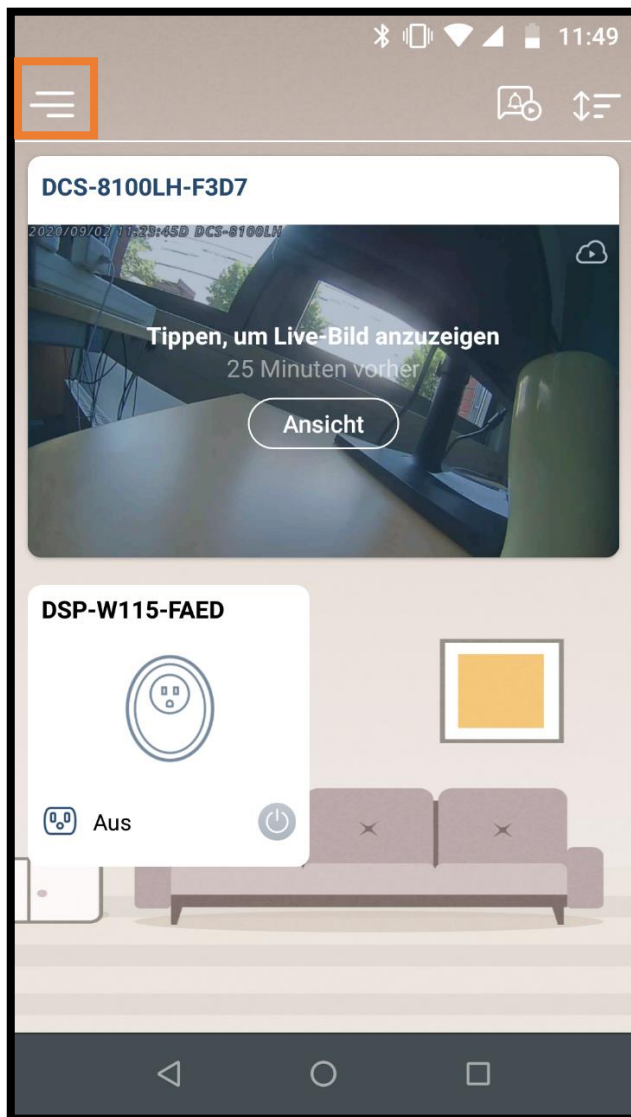 11:49
DCS-8100LH-F3D7
2020/09/02 11:23:45D DCS-8100LH
Tippen, um Live-Bild anzuzeigen
25 Minuten vorher
Ansicht
DSP-W115-FAED
Aus